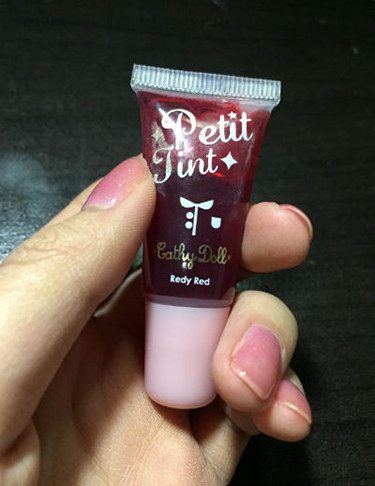 Petit
Tint
Cathy Doll
Redy Red